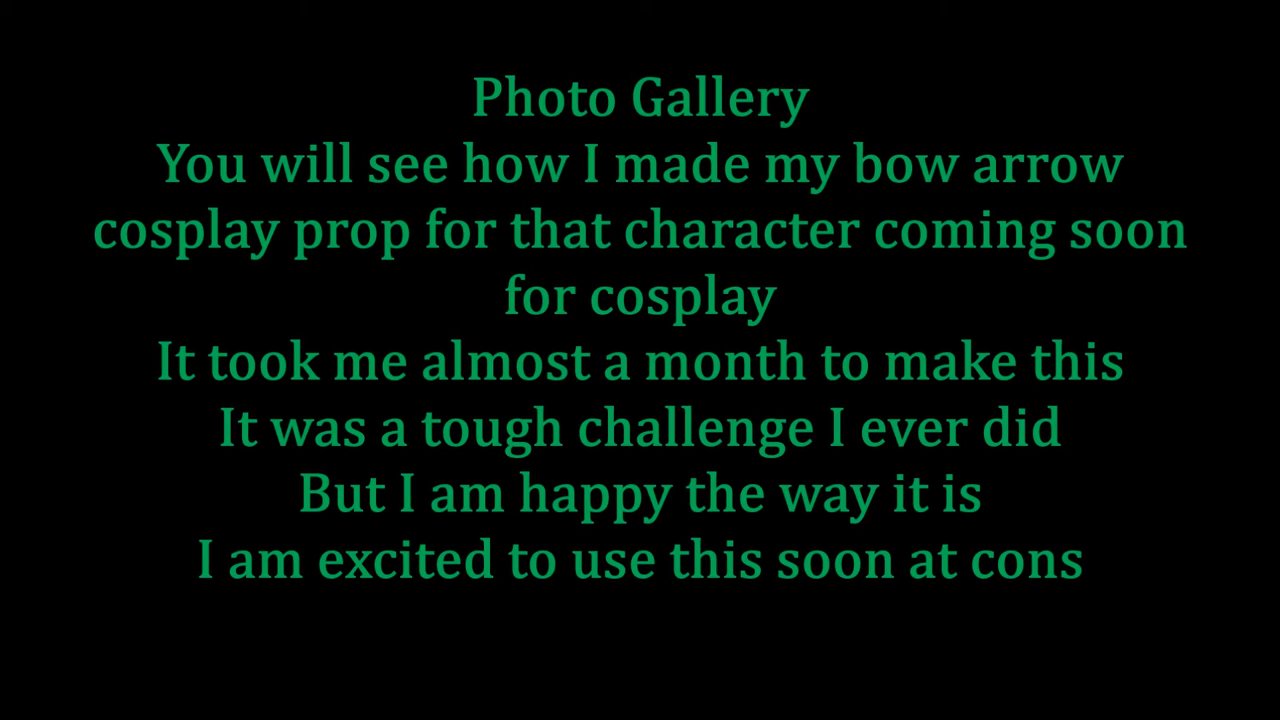 Photo Gallery
You will see how I made my bow arrow
cosplay prop for that character coming soon
for cosplay
It took me almost a month to make this
It was a tough challenge I ever did
But I am happy the way it is
I am excited to use this soon at cons